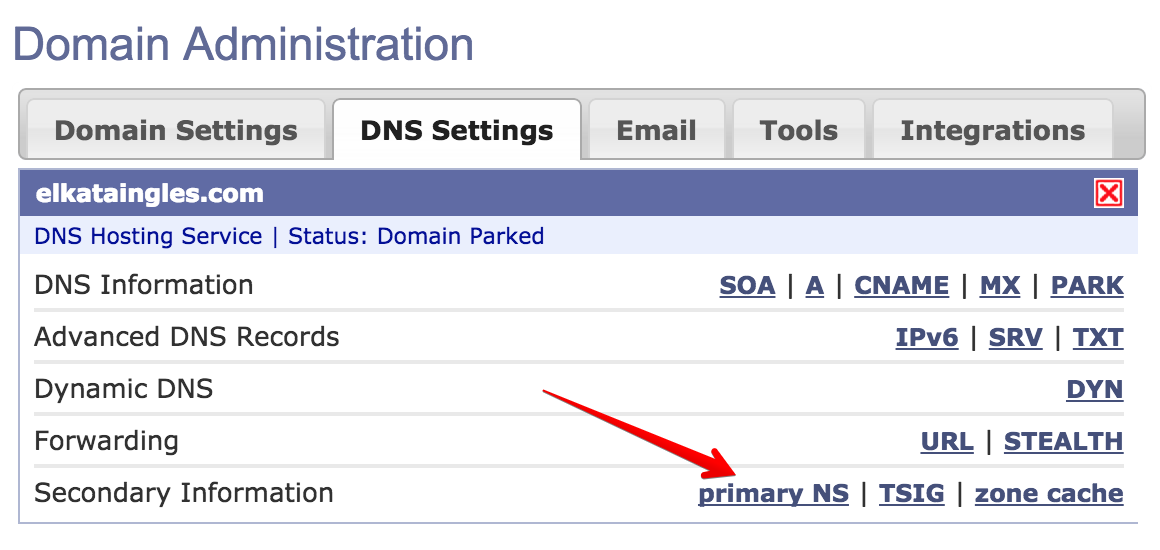 Domain Administration
Domain Settings DNS Settings Email Tools Integrations
elkataingles.com
DNS Hosting Service | Status: Domain Parked
DNS Information SOA | A | CNAME | MX | PARK
Advanced DNS Records IPv6 | SRV | TXT
Dynamic DNS DYN
Forwarding URL | STEALTH
Secondary Information primary NS | TSIG | zone cache